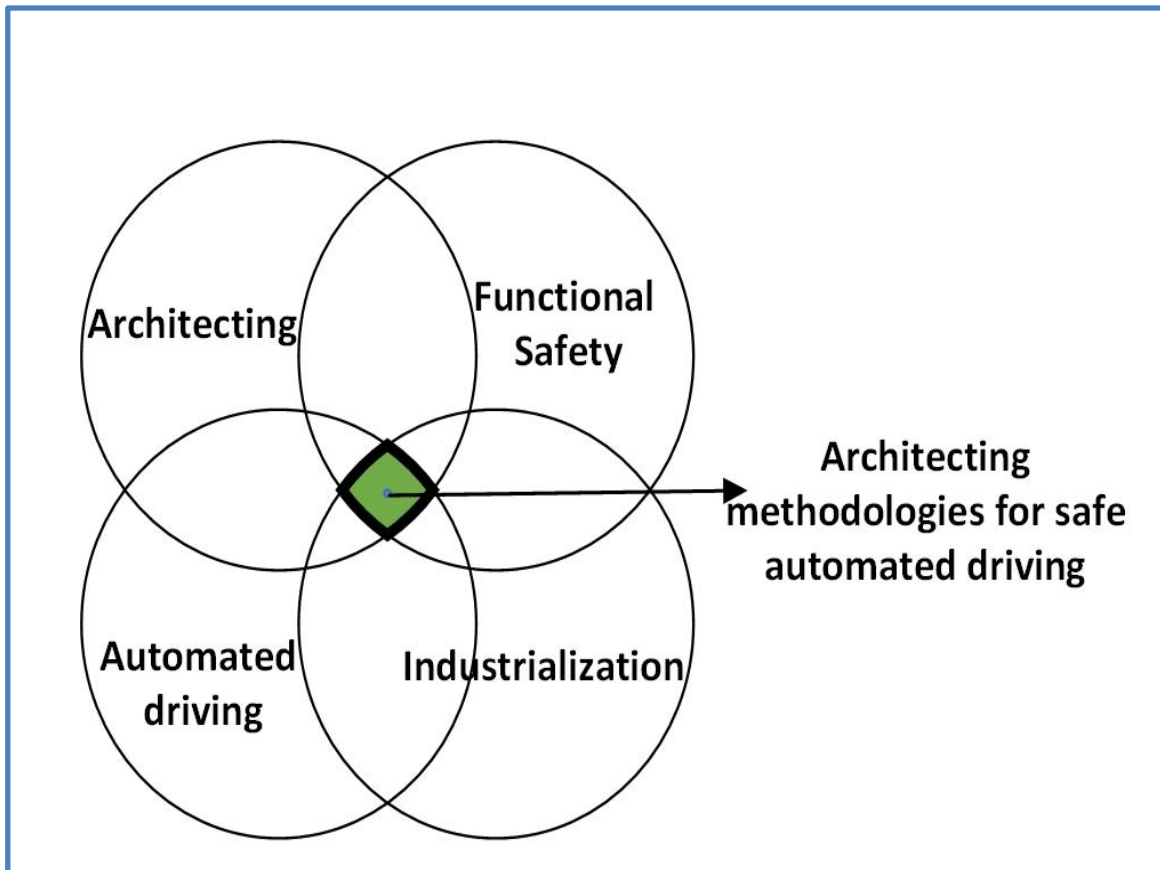 Architecting
Functional
Safety
Architecting
methodologies for safe
automated driving
Automated
driving
Industrialization